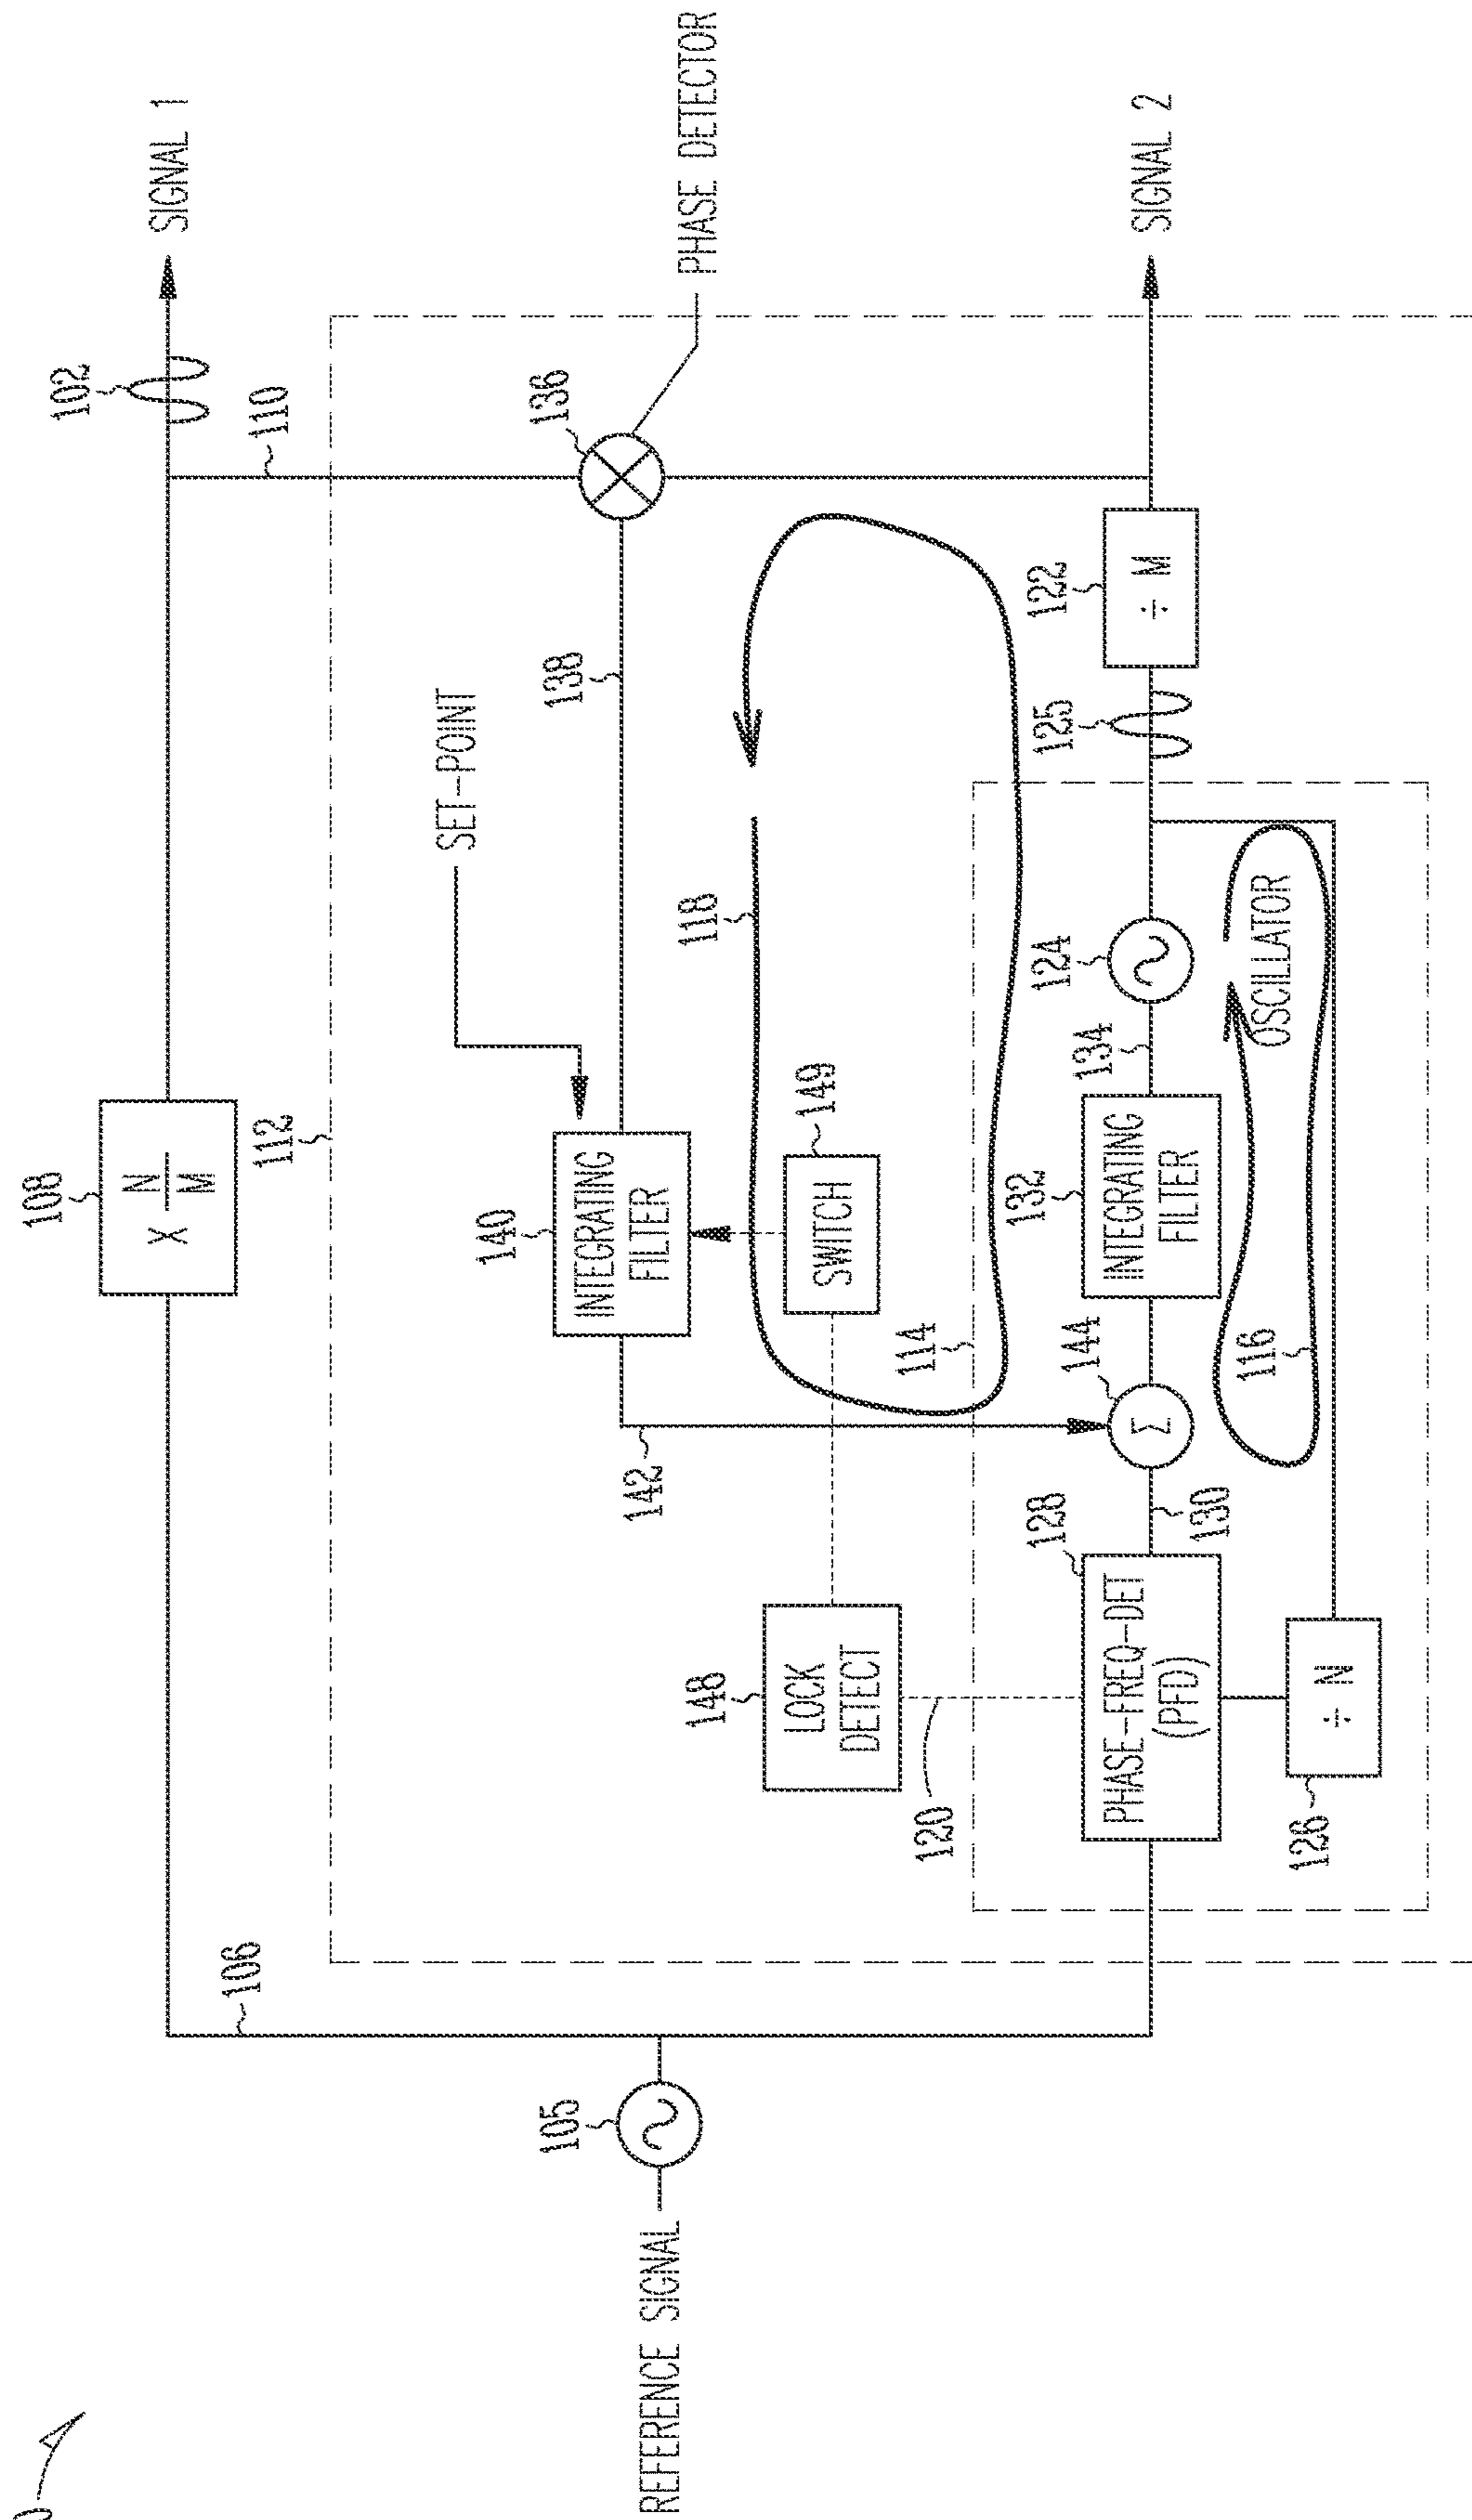 102
SIGNAL 1
108
X N/M
110
112
106
SET-POINT
136
PHASE DETECTOR
138
140
INTEGRATING
FILTER
105
REFERENCE SIGNAL
142
118
149
SWITCH
148
LOCK
DETECT
114
120
128
PHASE-FREQ-DET
(PFD)
130
144
Σ
132
INTEGRATING
FILTER
134
124
125
122
÷ M
SIGNAL 2
OSCILLATOR
116
126
÷ N